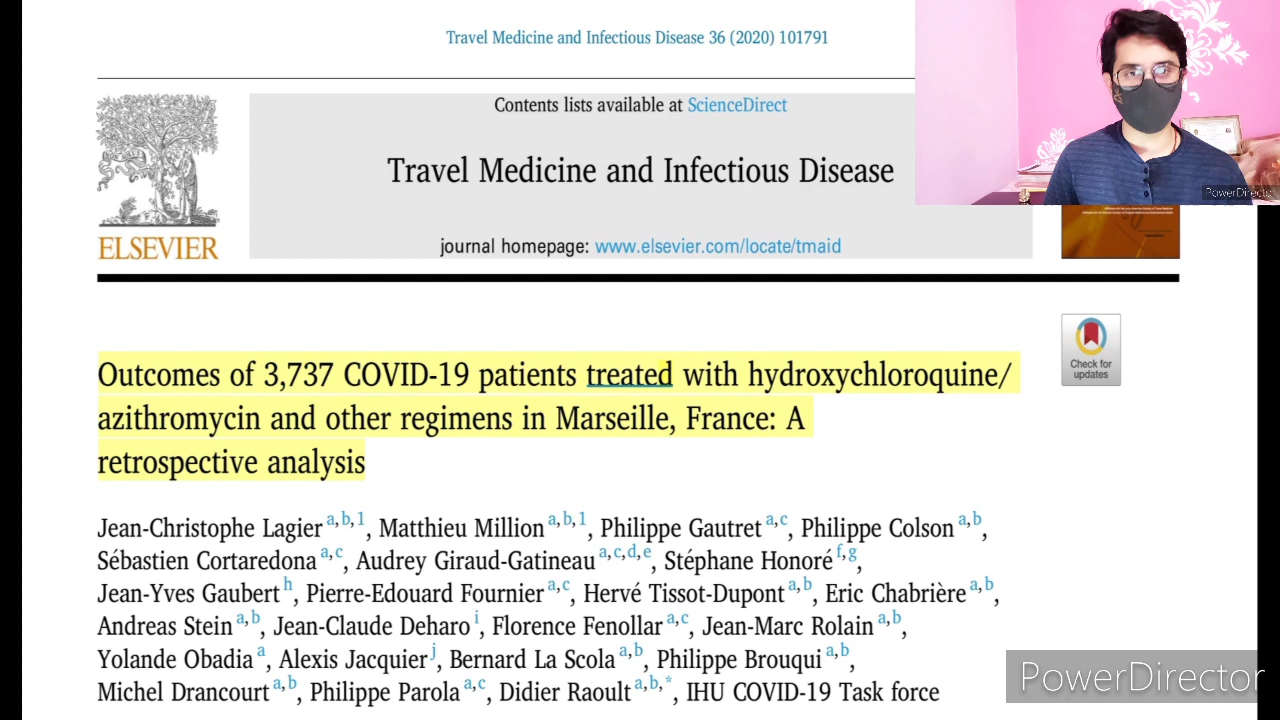 Travel Medicine and Infectious Disease 36 (2020) 101791
Contents lists available at ScienceDirect
Travel Medicine and Infectious Disease
journal homepage: www.elsevier.com/locate/tmaid
ELSEVIER
PowerDirector
Check for
updates
Outcomes of 3,737 COVID-19 patients treated with hydroxychloroquine/
azithromycin and other regimens in Marseille, France: A
retrospective analysis
Jean-Christophe Lagier a,b,1, Matthieu Million a,b,1, Philippe Gautret a,c, Philippe Colson a,b,
Sébastien Cortaredona a,c, Audrey Giraud-Gatineau a,c,d,e, Stéphane Honoré f,g,
Jean-Yves Gaubert h, Pierre-Edouard Fournier a,c, Hervé Tissot-Dupont a,b, Eric Chabrière a,b,
Andreas Stein a,b, Jean-Claude Deharo i, Florence Fenollar a,c, Jean-Marc Rolain a,b,
Yolande Obadia a, Alexis Jacquier j, Bernard La Scola a,b, Philippe Brouqui a,b,
Michel Drancourt a,b, Philippe Parola a,c, Didier Raoult a,b,*, IHU COVID-19 Task force
PowerDirector